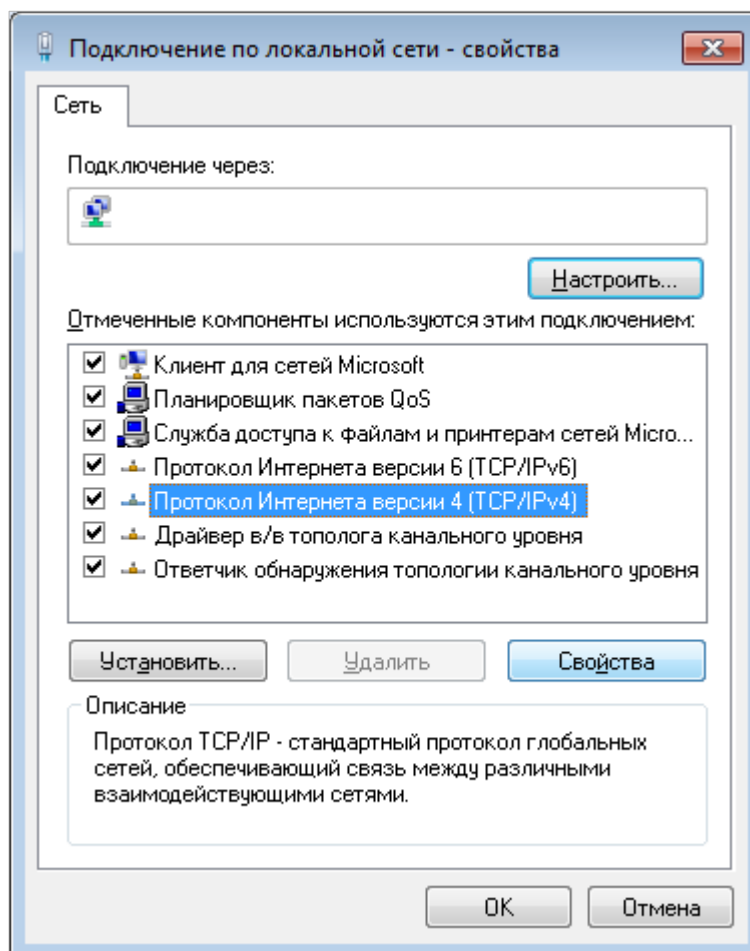 Подключение по локальной сети - свойства
Сеть
Подключение через:
Настроить...
Отмеченные компоненты используются этим подключением:
Клиент для сетей Microsoft
Планировщик пакетов QoS
Служба доступа к файлам и принтерам сетей Micro...
Протокол Интернета версии 6 (TCP/IPv6)
Протокол Интернета версии 4 (TCP/IPv4)
Драйвер в/в тополога канального уровня
Ответчик обнаружения топологии канального уровня
Установить... Удалить Свойства
Описание
Протокол TCP/IP - стандартный протокол глобальных
сетей, обеспечивающий связь между различными
взаимодействующими сетями.
OK Отмена